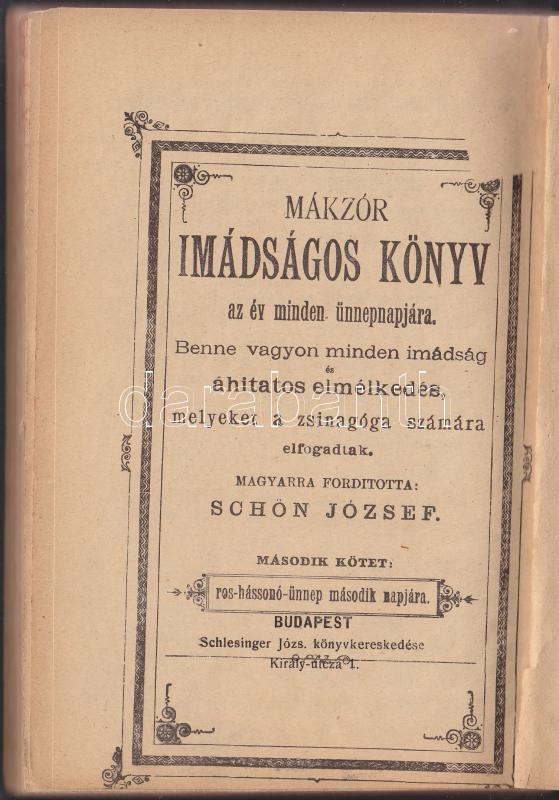 MÁKZÓR
IMÁDSÁGOS KÖNYV
az év minden ünnepnapjára.
Benne vagyon minden imádság
és
áhitatos elmélkedés,
melyeket a zsinagóga számára
elfogadtak.
MAGYARRA FORDITOTTA:
SCHÖN JÓZSEF.
MÁSODIK KÖTET:
ros-hássonó-ünnep második napjára.
BUDAPEST
Schlesinger Józs. könyvkereskedése
Király-utcza 1.
darabanth